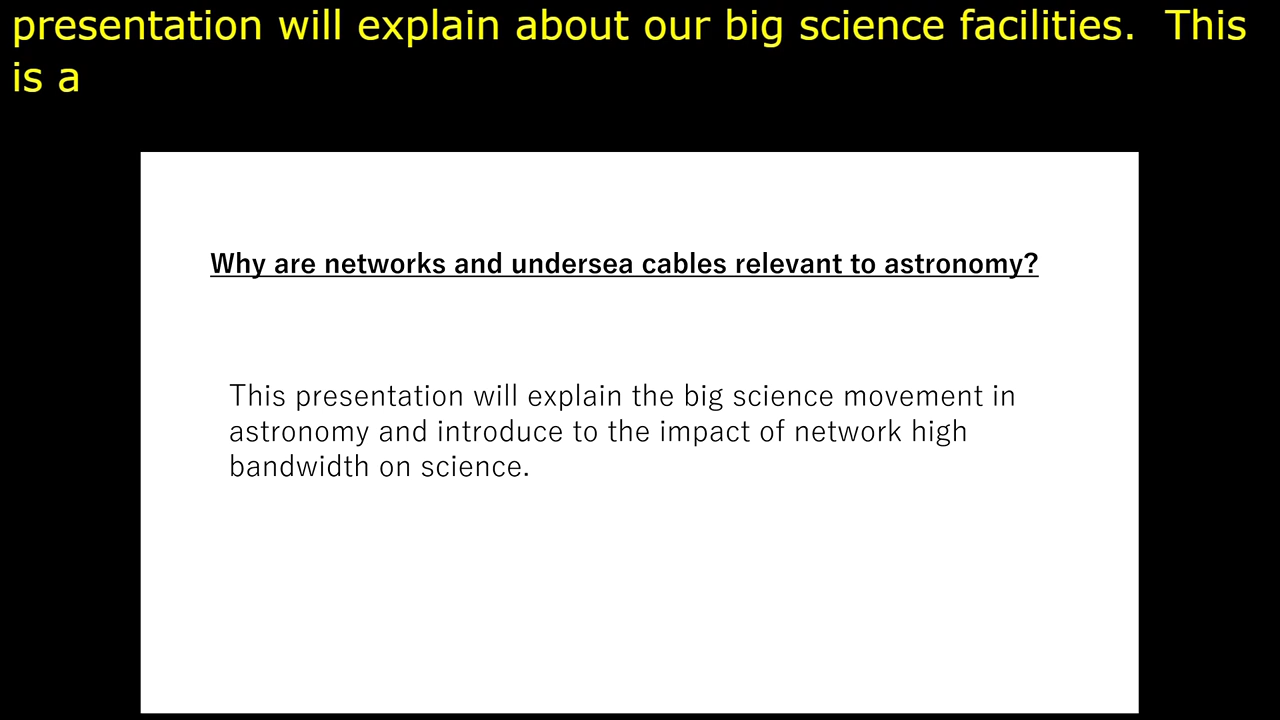 presentation will explain about our big science facilities.  This
is a
Why are networks and undersea cables relevant to astronomy?
This presentation will explain the big science movement in
astronomy and introduce to the impact of network high
bandwidth on science.